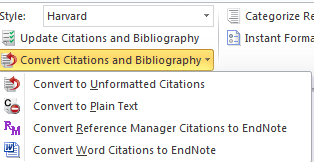 Style: Harvard
Categorize Re
Update Citations and Bibliography
Instant Forma
Convert Citations and Bibliography
Convert to Unformatted Citations
Convert to Plain Text
Convert Reference Manager Citations to EndNote
Convert Word Citations to EndNote